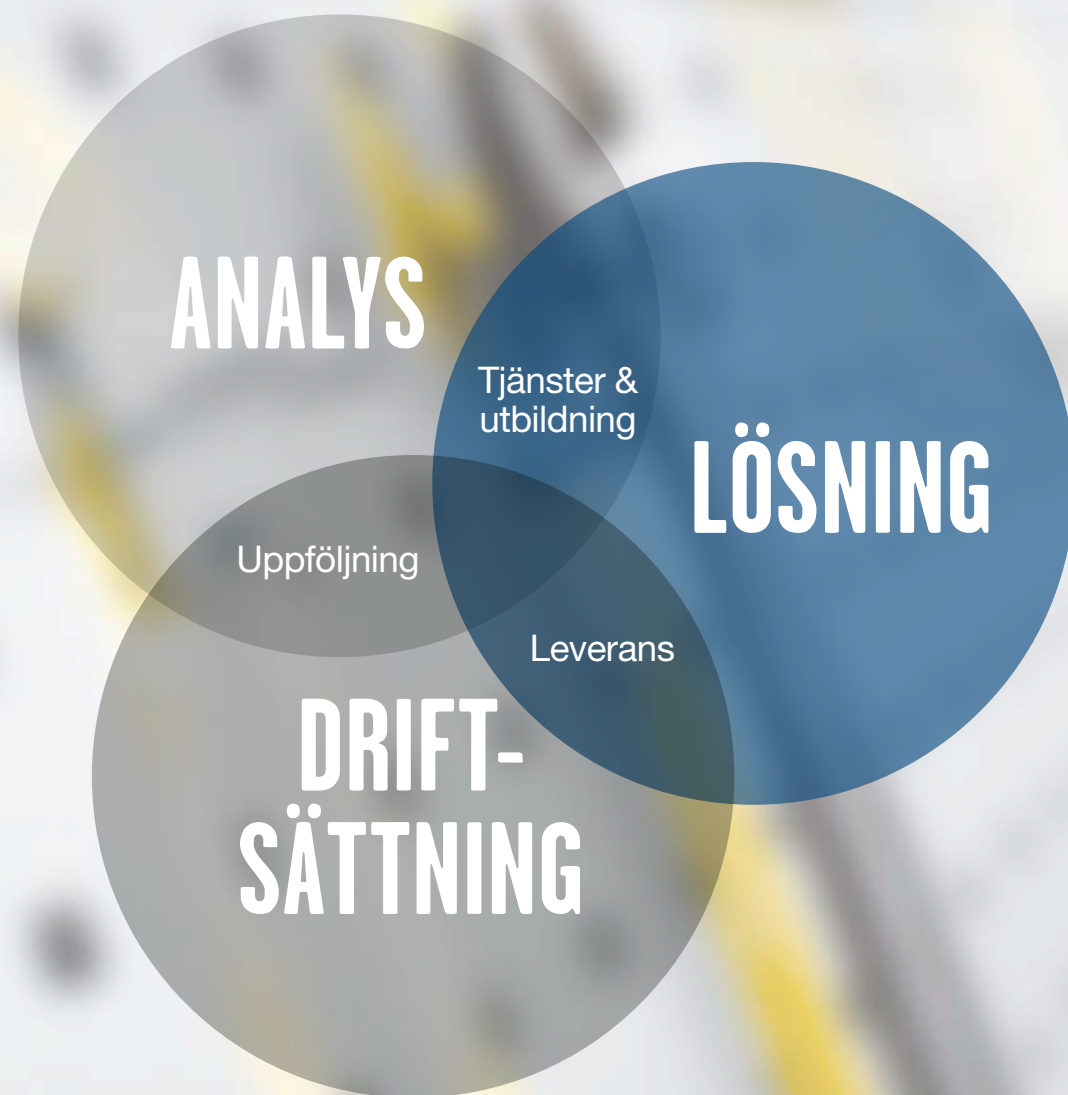 ANALYS
Tjänster &
utbildning
LÖSNING
Uppföljning
Leverans
DRIFT-
SÄTTNING